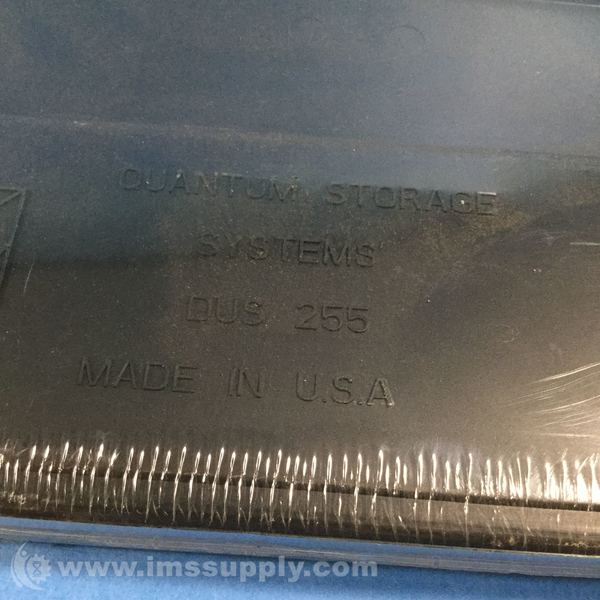 QUANTUM STORAGE
SYSTEMS
DUS 255
MADE IN U.S.A
www.imssupply.com